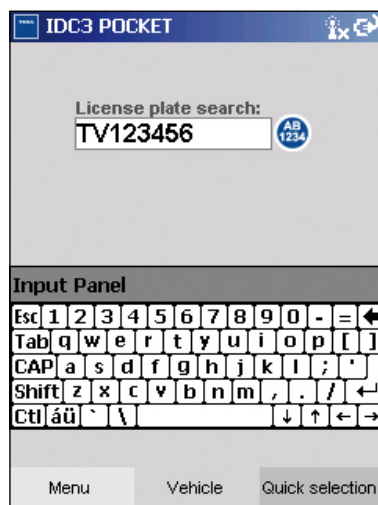 IDC3 POCKET
License plate search:
TV123456
AB
1234
Input Panel
Esc 1 2 3 4 5 6 7 8 9 0 - =
Tab q w e r t y u i o p [ ]
CAP a s d f g h j k l ; '
Shift z x c v b n m , . /
Ctl áü ` \
Menu Vehicle Quick selection